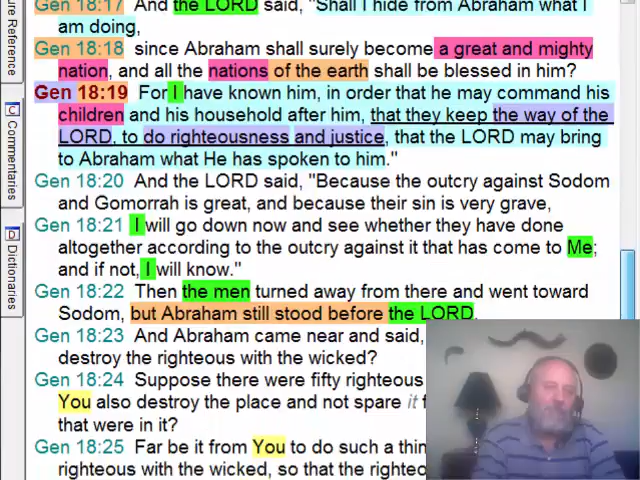 Gen 18:17 And the LORD said, "Shall I hide from Abraham what I
am doing,
Gen 18:18 since Abraham shall surely become a great and mighty
nation, and all the nations of the earth shall be blessed in him?
Gen 18:19 For I have known him, in order that he may command his
children and his household after him, that they keep the way of the
LORD, to do righteousness and justice, that the LORD may bring
to Abraham what He has spoken to him."
Gen 18:20 And the LORD said, "Because the outcry against Sodom
and Gomorrah is great, and because their sin is very grave,
Gen 18:21 I will go down now and see whether they have done
altogether according to the outcry against it that has come to Me;
and if not, I will know."
Gen 18:22 Then the men turned away from there and went toward
Sodom, but Abraham still stood before the LORD.
Gen 18:23 And Abraham came near and said,
destroy the righteous with the wicked?
Gen 18:24 Suppose there were fifty righteous
You also destroy the place and not spare it f
that were in it?
Gen 18:25 Far be it from You to do such a thin
righteous with the wicked, so that the righteo
ure Reference
Commentaries
Dictionaries